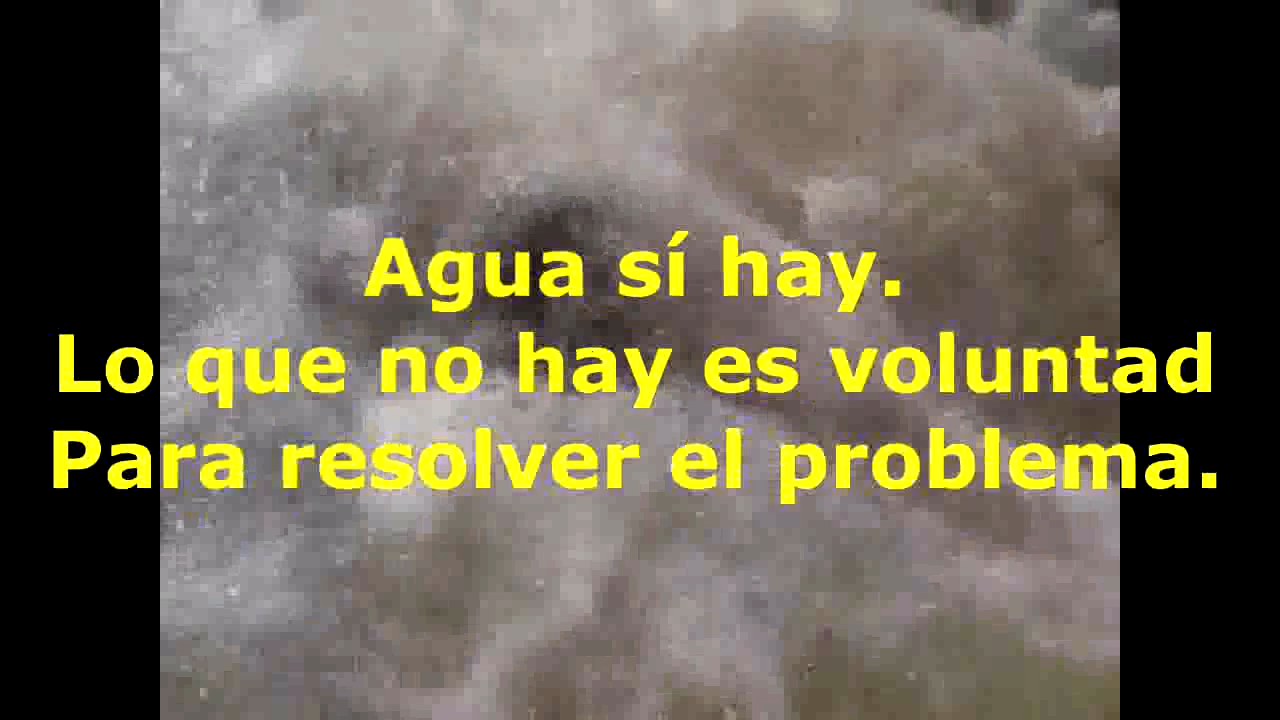 Agua sí hay.
Lo que no hay es voluntad
Para resolver el problema.